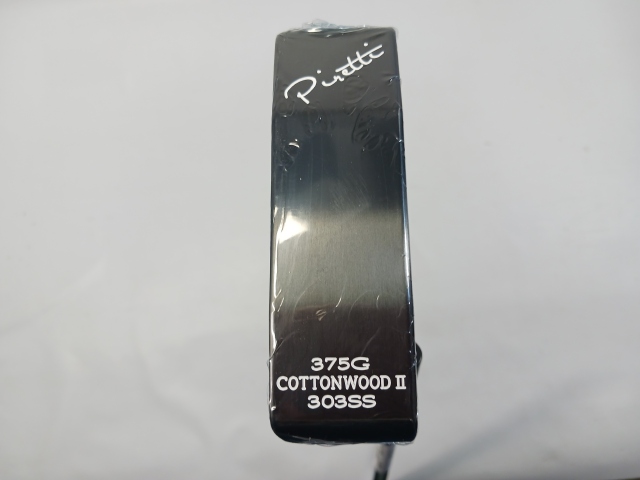 Piretti
375G
COTTONWOOD II
303SS